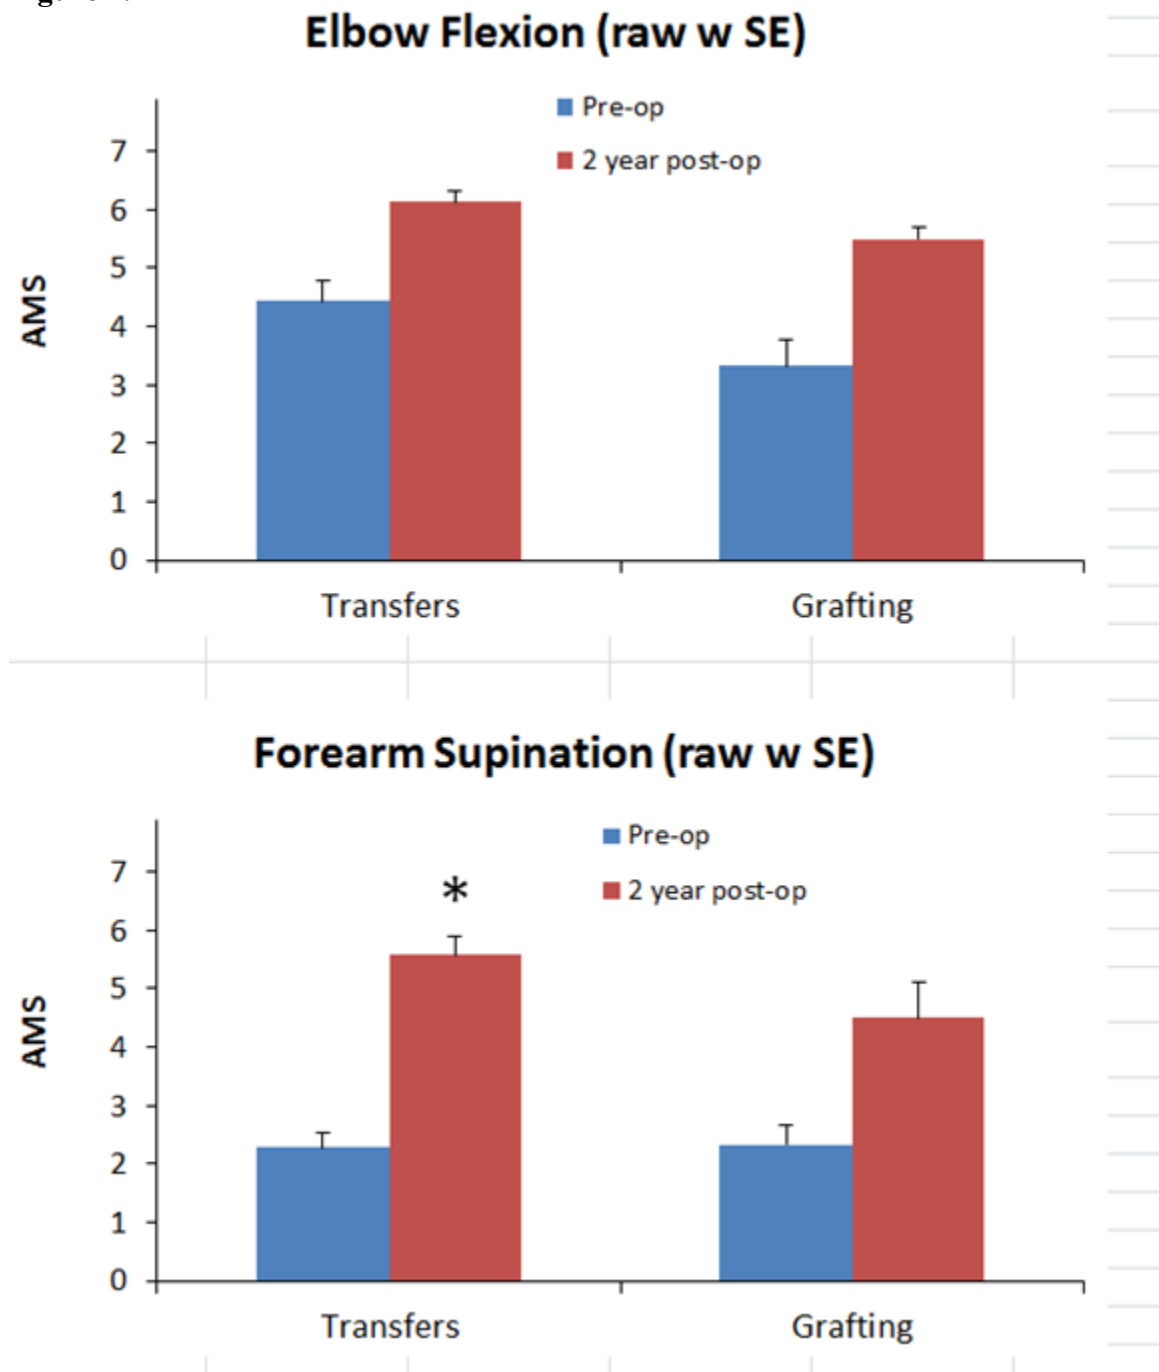 Elbow Flexion (raw w SE)
Pre-op
2 year post-op
7
6
5
4
3
2
1
0
AMS
Transfers
Grafting
Forearm Supination (raw w SE)
Pre-op
2 year post-op
7
*
6
5
4
3
2
1
0
AMS
Transfers
Grafting